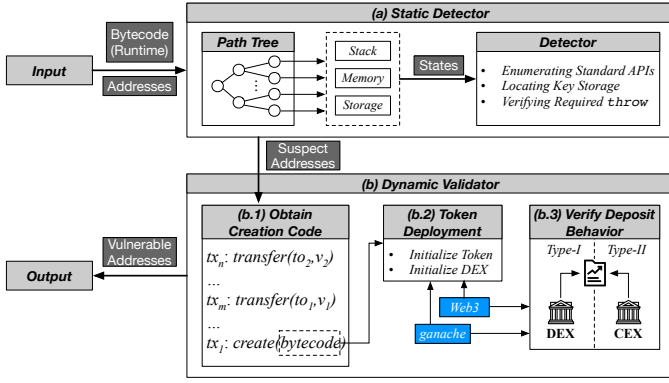 (a) Static Detector
Bytecode
(Runtime)
Input
Addresses
Path Tree
...
Stack
Memory
Storage
States
Detector
• Enumerating Standard APIs
• Locating Key Storage
• Verifying Required throw
Suspect
Addresses
(b) Dynamic Validator
Vulnerable
Addresses
Output
(b.1) Obtain
Creation Code
txₙ: transfer(to₂,v₂)
...
txₘ: transfer(to₁,v₁)
...
tx₁: create(bytecode)
(b.2) Token
Deployment
• Initialize Token
• Initialize DEX
Web3
ganache
(b.3) Verify Deposit
Behavior
Type-I Type-II
DEX CEX